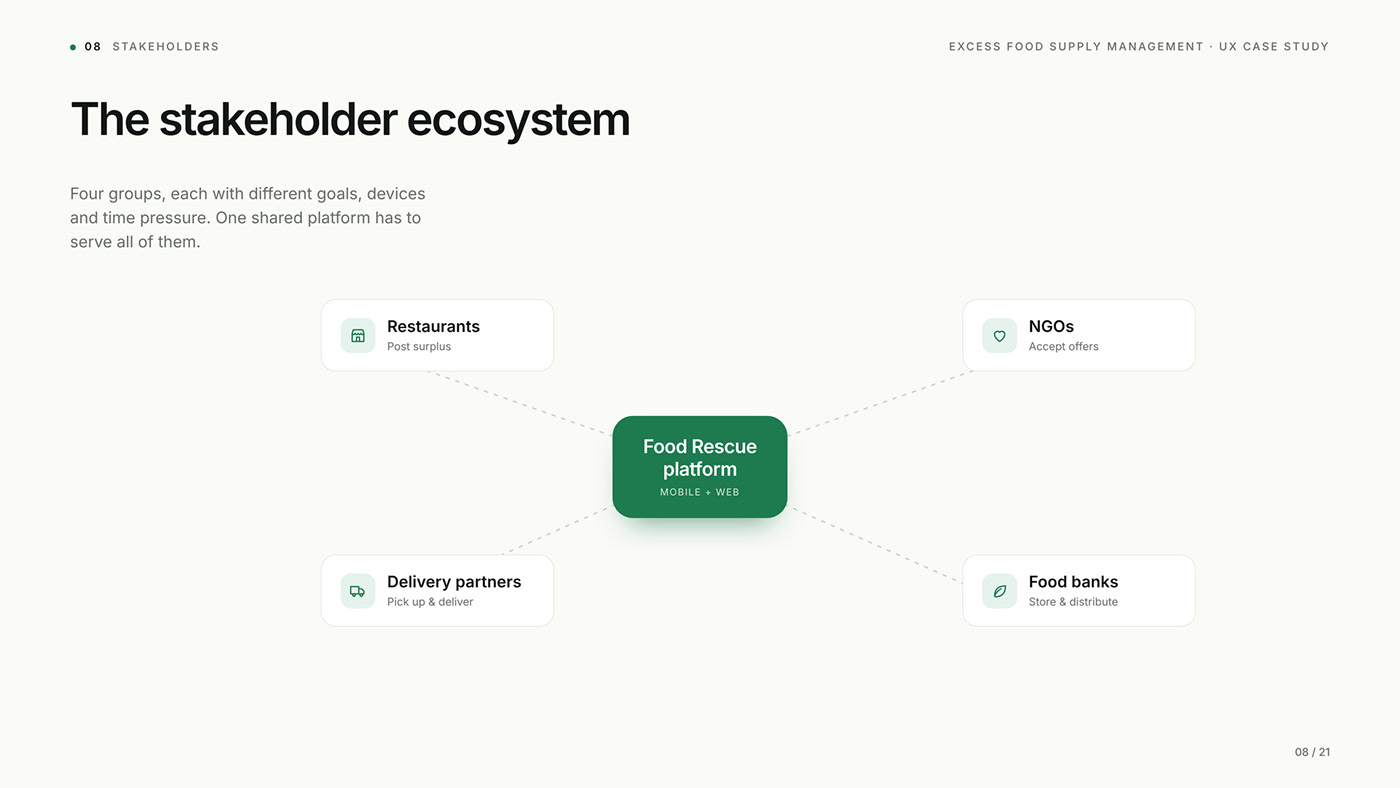 08 STAKEHOLDERS
EXCESS FOOD SUPPLY MANAGEMENT · UX CASE STUDY
The stakeholder ecosystem
Four groups, each with different goals, devices
and time pressure. One shared platform has to
serve all of them.
Restaurants
Post surplus
NGOs
Accept offers
Food Rescue
platform
MOBILE + WEB
Delivery partners
Pick up & deliver
Food banks
Store & distribute
08 / 21